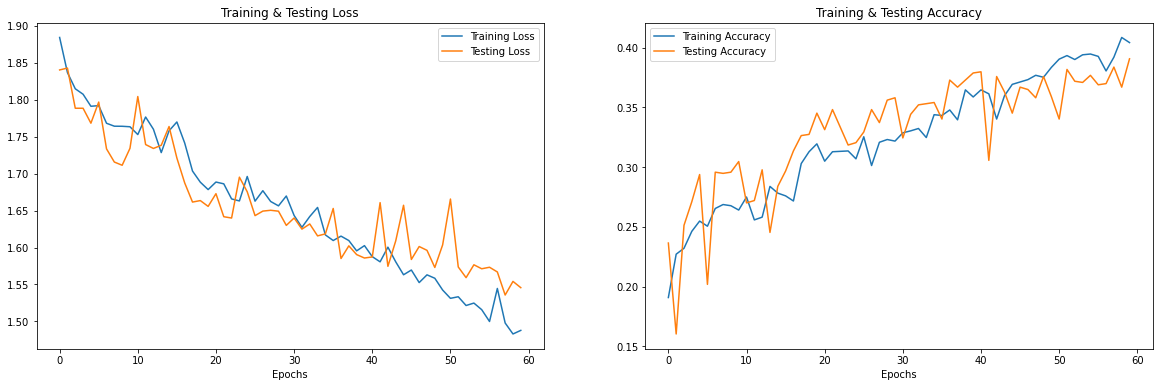 Training & Testing Loss
1.90
1.85
1.80
1.75
1.70
1.65
1.60
1.55
1.50
Training Loss
Testing Loss
0 10 20 30 40 50 60
Epochs
Training & Testing Accuracy
0.40
0.35
0.30
0.25
0.20
0.15
Training Accuracy
Testing Accuracy
0 10 20 30 40 50 60
Epochs